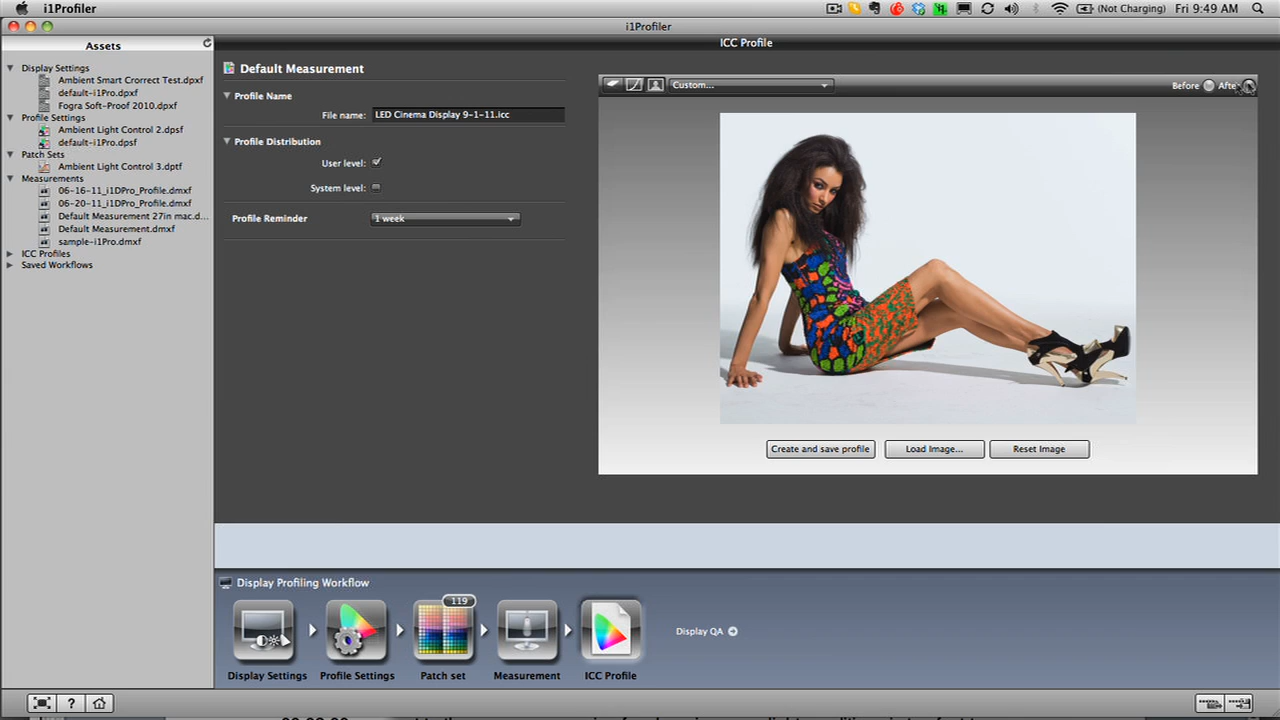 i1Profiler
(Not Charging) Fri 9:49 AM
i1Profiler
Assets
Display Settings
Ambient Smart Crorrect Test.dpxf
default-i1Pro.dpxf
Fogra Soft-Proof 2010.dpxf
Profile Settings
Ambient Light Control 2.dpsf
default-i1Pro.dpsf
Patch Sets
Ambient Light Control 3.dptf
Measurements
06-16-11_i1DPro_Profile.dmxf
06-20-11_i1DPro_Profile.dmxf
Default Measurement 27in mac.d...
Default Measurement.dmxf
sample-i1Pro.dmxf
ICC Profiles
Saved Workflows
ICC Profile
Default Measurement
Profile Name
File name: LED Cinema Display 9-1-11.icc
Profile Distribution
User level:
System level:
Profile Reminder 1 week
Custom...
Before After
Create and save profile Load Image... Reset Image
Display Profiling Workflow
119
Display QA
Display Settings Profile Settings Patch set Measurement ICC Profile
?